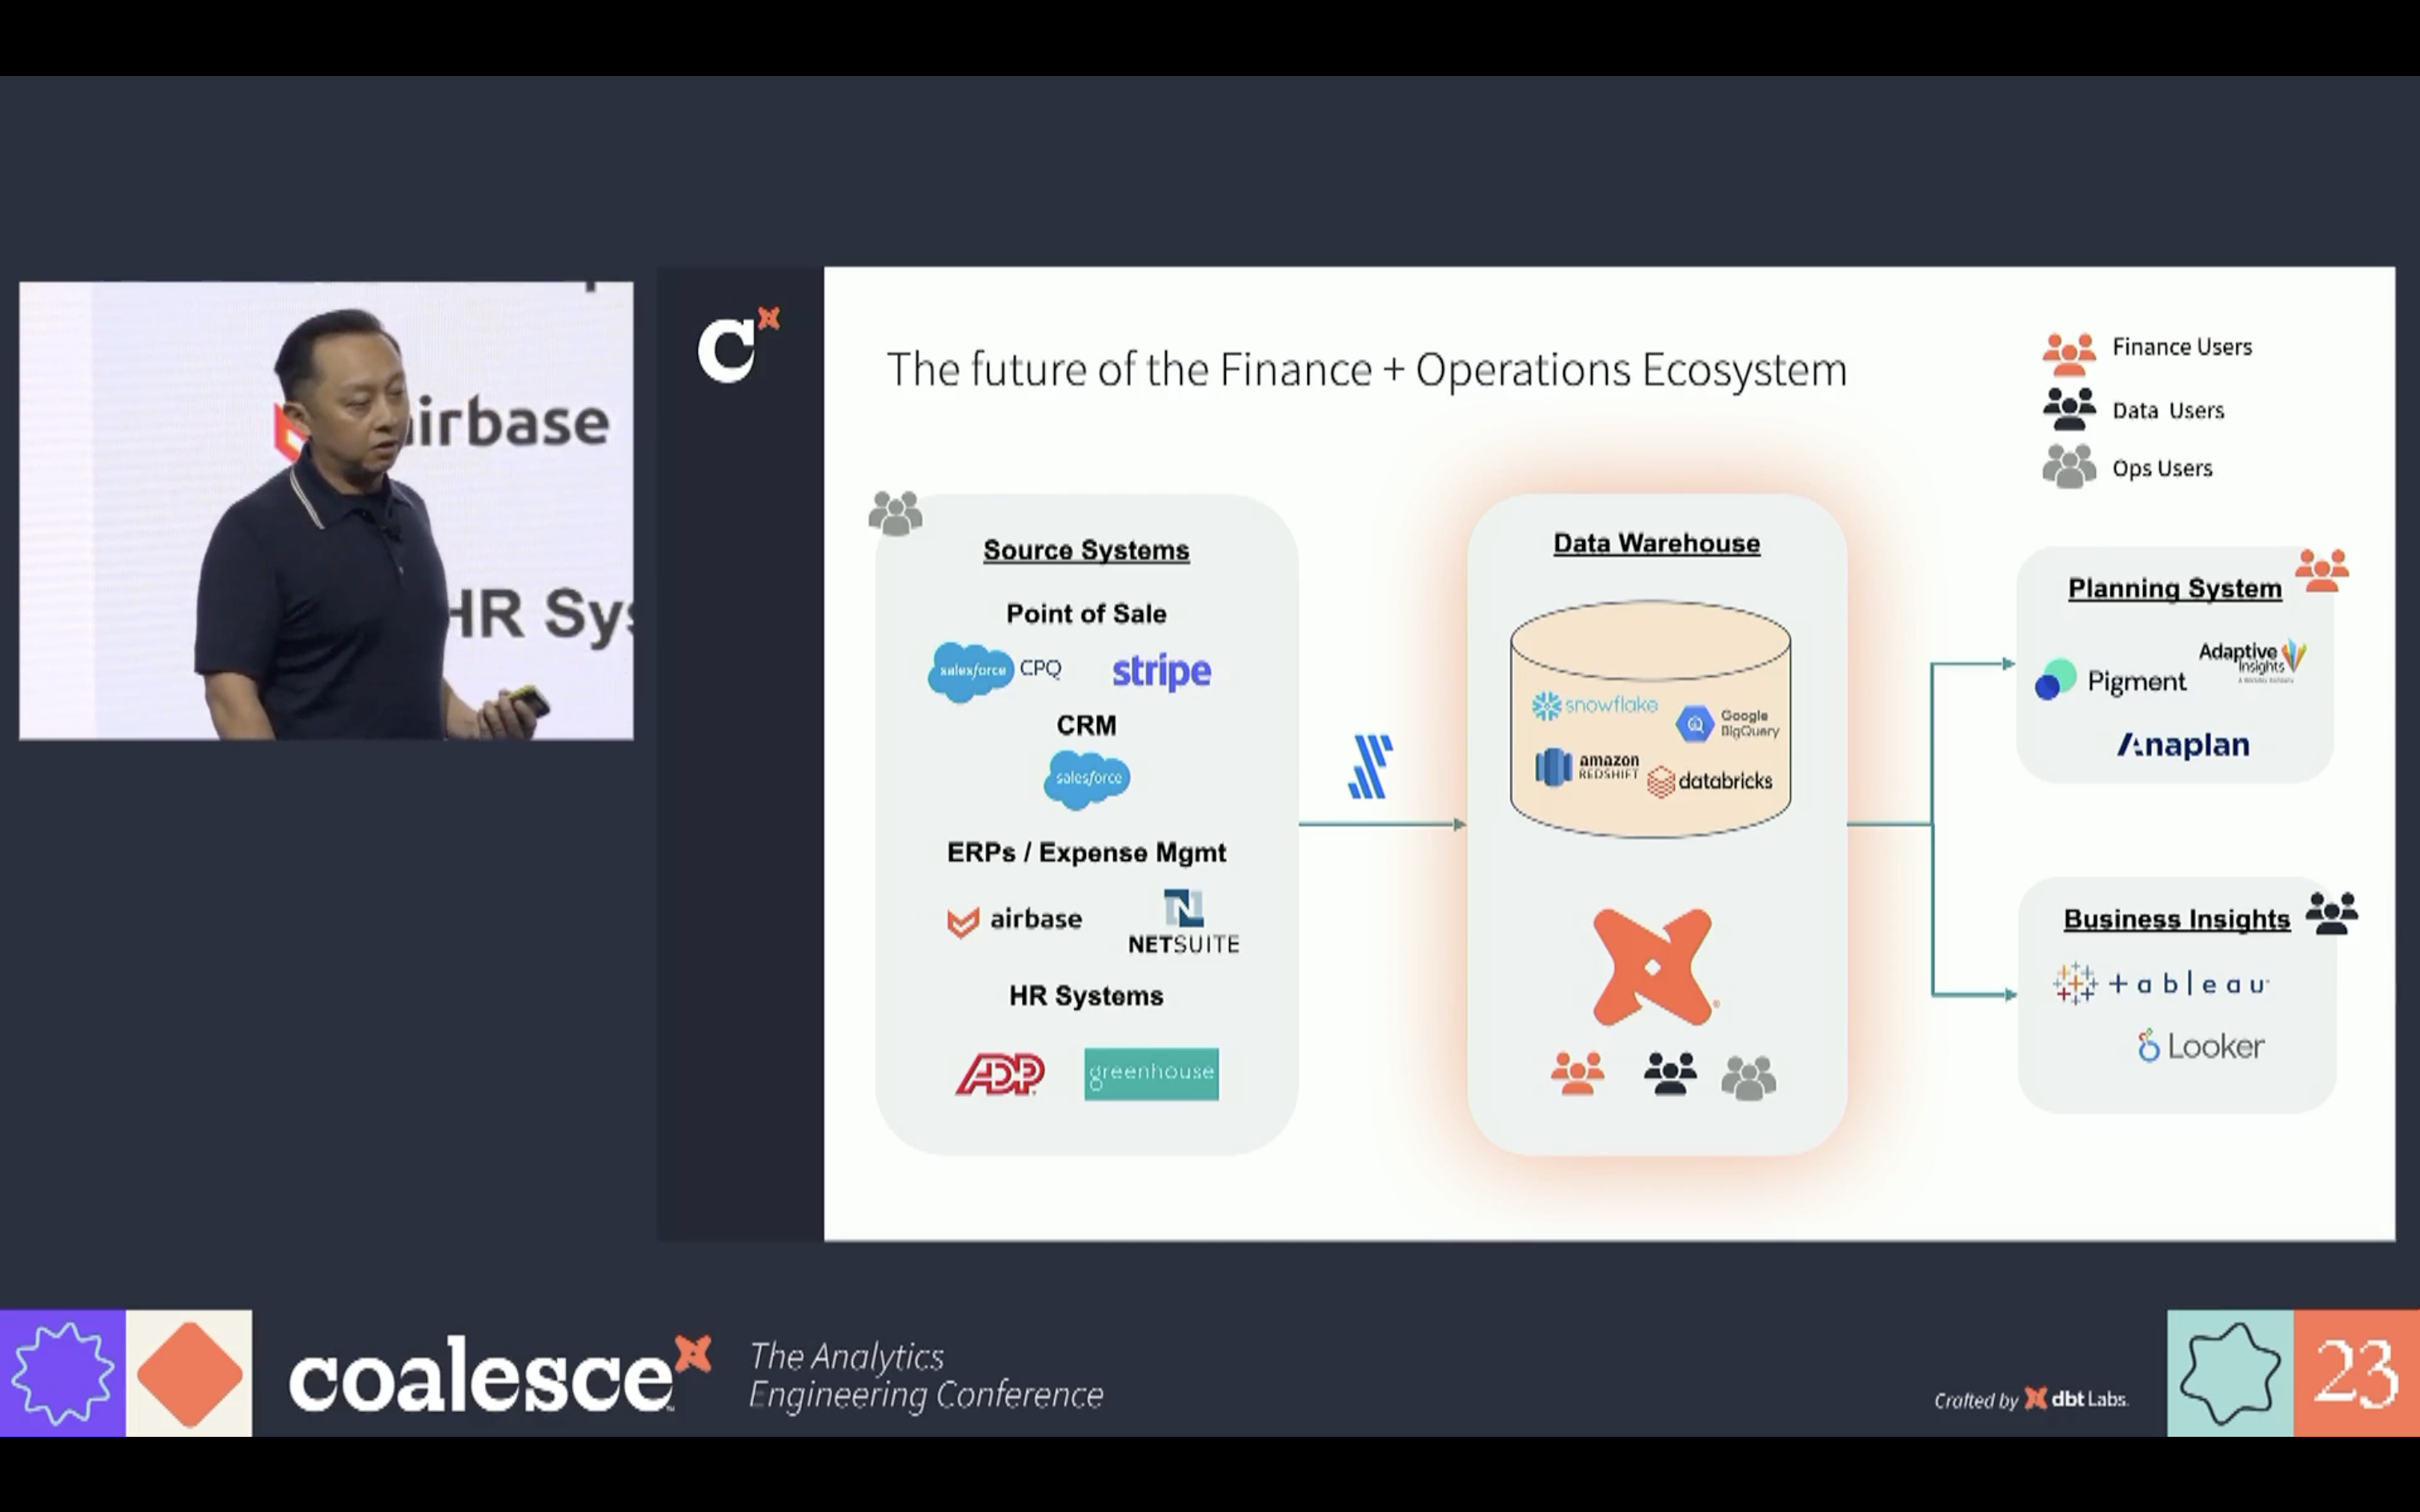 irbase
HR Sys
C
The future of the Finance + Operations Ecosystem
Finance Users
Data Users
Ops Users
Source Systems
Point of Sale
salesforce CPQ
stripe
CRM
salesforce
ERPs / Expense Mgmt
airbase
NETSUITE
HR Systems
ADP
greenhouse
Data Warehouse
snowflake
Google
BigQuery
amazon
REDSHIFT
databricks
Planning System
Pigment
Adaptive
Insights
Anaplan
Business Insights
tableau
Looker
coalesce
The Analytics
Engineering Conference
Crafted by dbt Labs.
23